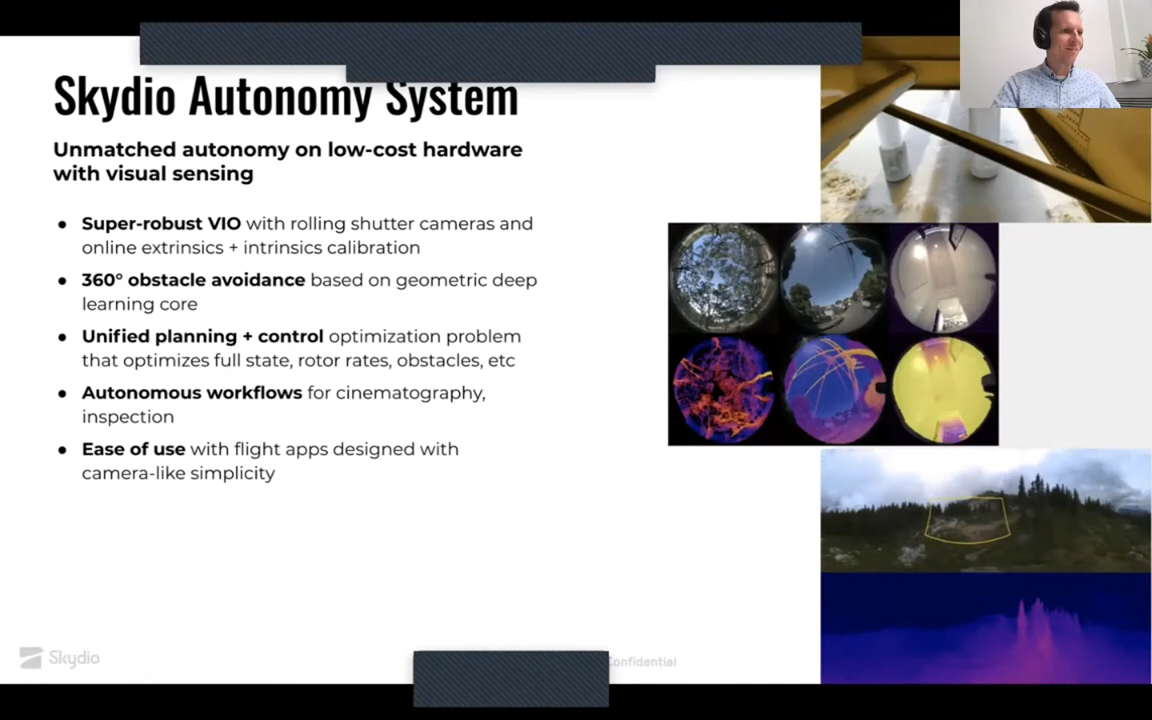 Skydio Autonomy System
Unmatched autonomy on low-cost hardware
with visual sensing
● Super-robust VIO with rolling shutter cameras and
online extrinsics + intrinsics calibration
● 360° obstacle avoidance based on geometric deep
learning core
● Unified planning + control optimization problem
that optimizes full state, rotor rates, obstacles, etc
● Autonomous workflows for cinematography,
inspection
● Ease of use with flight apps designed with
camera-like simplicity
Skydio
Confidential